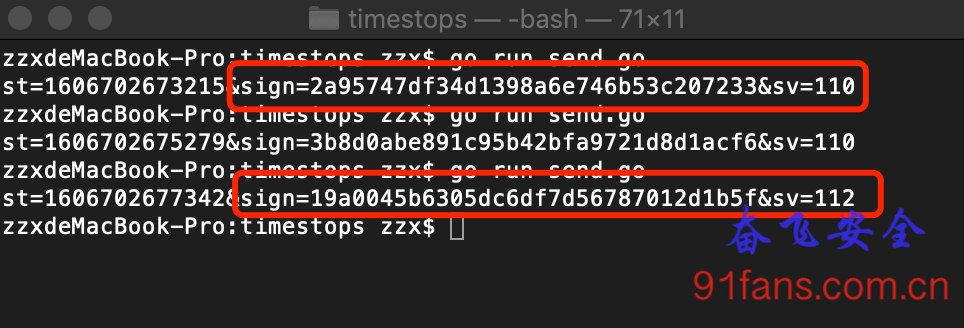 timestops — -bash — 71×11
zzxdeMacBook-Pro:timestops zzx$ go run send.go
st=1606702673215&sign=2a95747df34d1398a6e746b53c207233&sv=110
zzxdeMacBook-Pro:timestops zzx$ go run send.go
st=1606702675279&sign=3b8d0abe891c95b42bfa9721d8d1acf6&sv=110
zzxdeMacBook-Pro:timestops zzx$ go run send.go
st=1606702677342&sign=19a0045b6305dc6df7d56787012d1b5f&sv=112
zzxdeMacBook-Pro:timestops zzx$
奋飞安全
91fans.com.cn